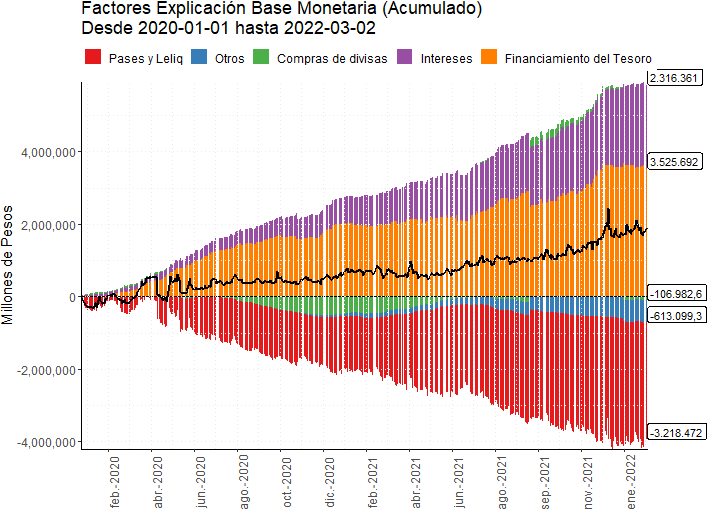 Factores Explicación Base Monetaria (Acumulado)
Desde 2020-01-01 hasta 2022-03-02
Pases y Leliq Otros Compras de divisas Intereses Financiamiento del Tesoro
2.316.361
4,000,000
3.525.692
2,000,000
Millones de Pesos
0
-106.982,6
-613.099,3
-2,000,000
-3.218.472
-4,000,000
feb.-2020 abr.-2020 jun.-2020 ago.-2020 oct.-2020 dic.-2020 feb.-2021 abr.-2021 jun.-2021 ago.-2021 sep.-2021 nov.-2021 ene.-2022